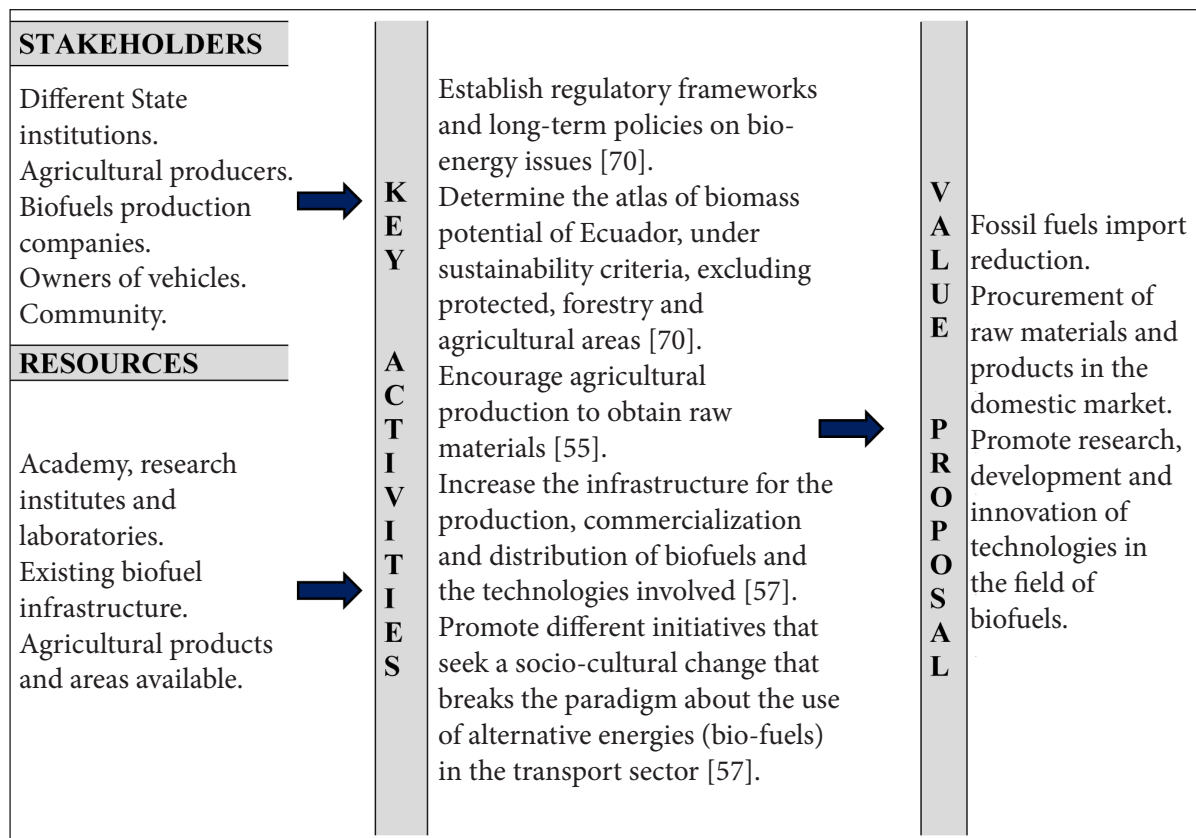 STAKEHOLDERS
Different State
institutions.
Agricultural producers.
Biofuels production
companies.
Owners of vehicles.
Community.
RESOURCES
Academy, research
institutes and
laboratories.
Existing biofuel
infrastructure.
Agricultural products
and areas available.
KEY ACTIVITIES
Establish regulatory frameworks
and long-term policies on bio-
energy issues [70].
Determine the atlas of biomass
potential of Ecuador, under
sustainability criteria, excluding
protected, forestry and
agricultural areas [70].
Encourage agricultural
production to obtain raw
materials [55].
Increase the infrastructure for the
production, commercialization
and distribution of biofuels and
the technologies involved [57].
Promote different initiatives that
seek a socio-cultural change that
breaks the paradigm about the use
of alternative energies (bio-fuels)
in the transport sector [57].
VALUE PROPOSAL
Fossil fuels import
reduction.
Procurement of
raw materials and
products in the
domestic market.
Promote research,
development and
innovation of
technologies in
the field of
biofuels.